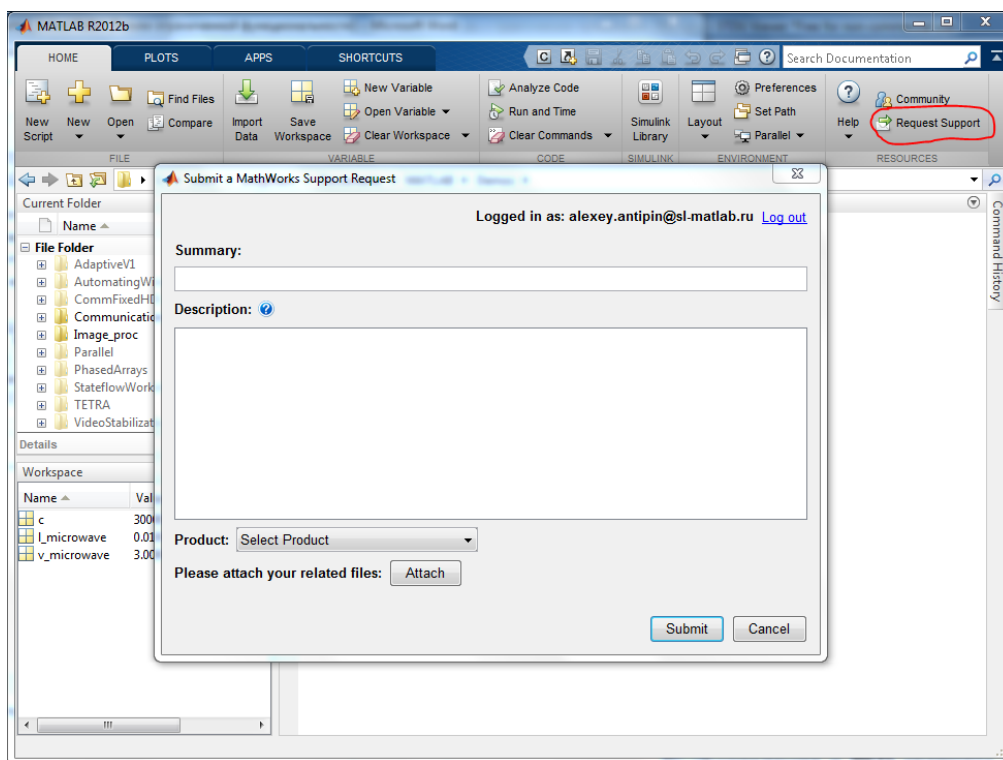 MATLAB R2012b
HOME PLOTS APPS SHORTCUTS
Search Documentation
New Script
New
Open
Find Files
Compare
FILE
Import Data
Save Workspace
New Variable
Open Variable
Clear Workspace
VARIABLE
Analyze Code
Run and Time
Clear Commands
CODE
Simulink Library
SIMULINK
Layout
Preferences
Set Path
Parallel
ENVIRONMENT
Help
Community
Request Support
RESOURCES
Current Folder
Name
File Folder
AdaptiveV1
AutomatingWi
CommFixedHD
Communicatio
Image_proc
Parallel
PhasedArrays
StateflowWork
TETRA
VideoStabilizat
Details
Workspace
Name Val
c 300
l_microwave 0.01
v_microwave 3.00
Command History
Submit a MathWorks Support Request
Logged in as: alexey.antipin@sl-matlab.ru Log out
Summary:
Description:
Product: Select Product
Please attach your related files: Attach
Submit Cancel